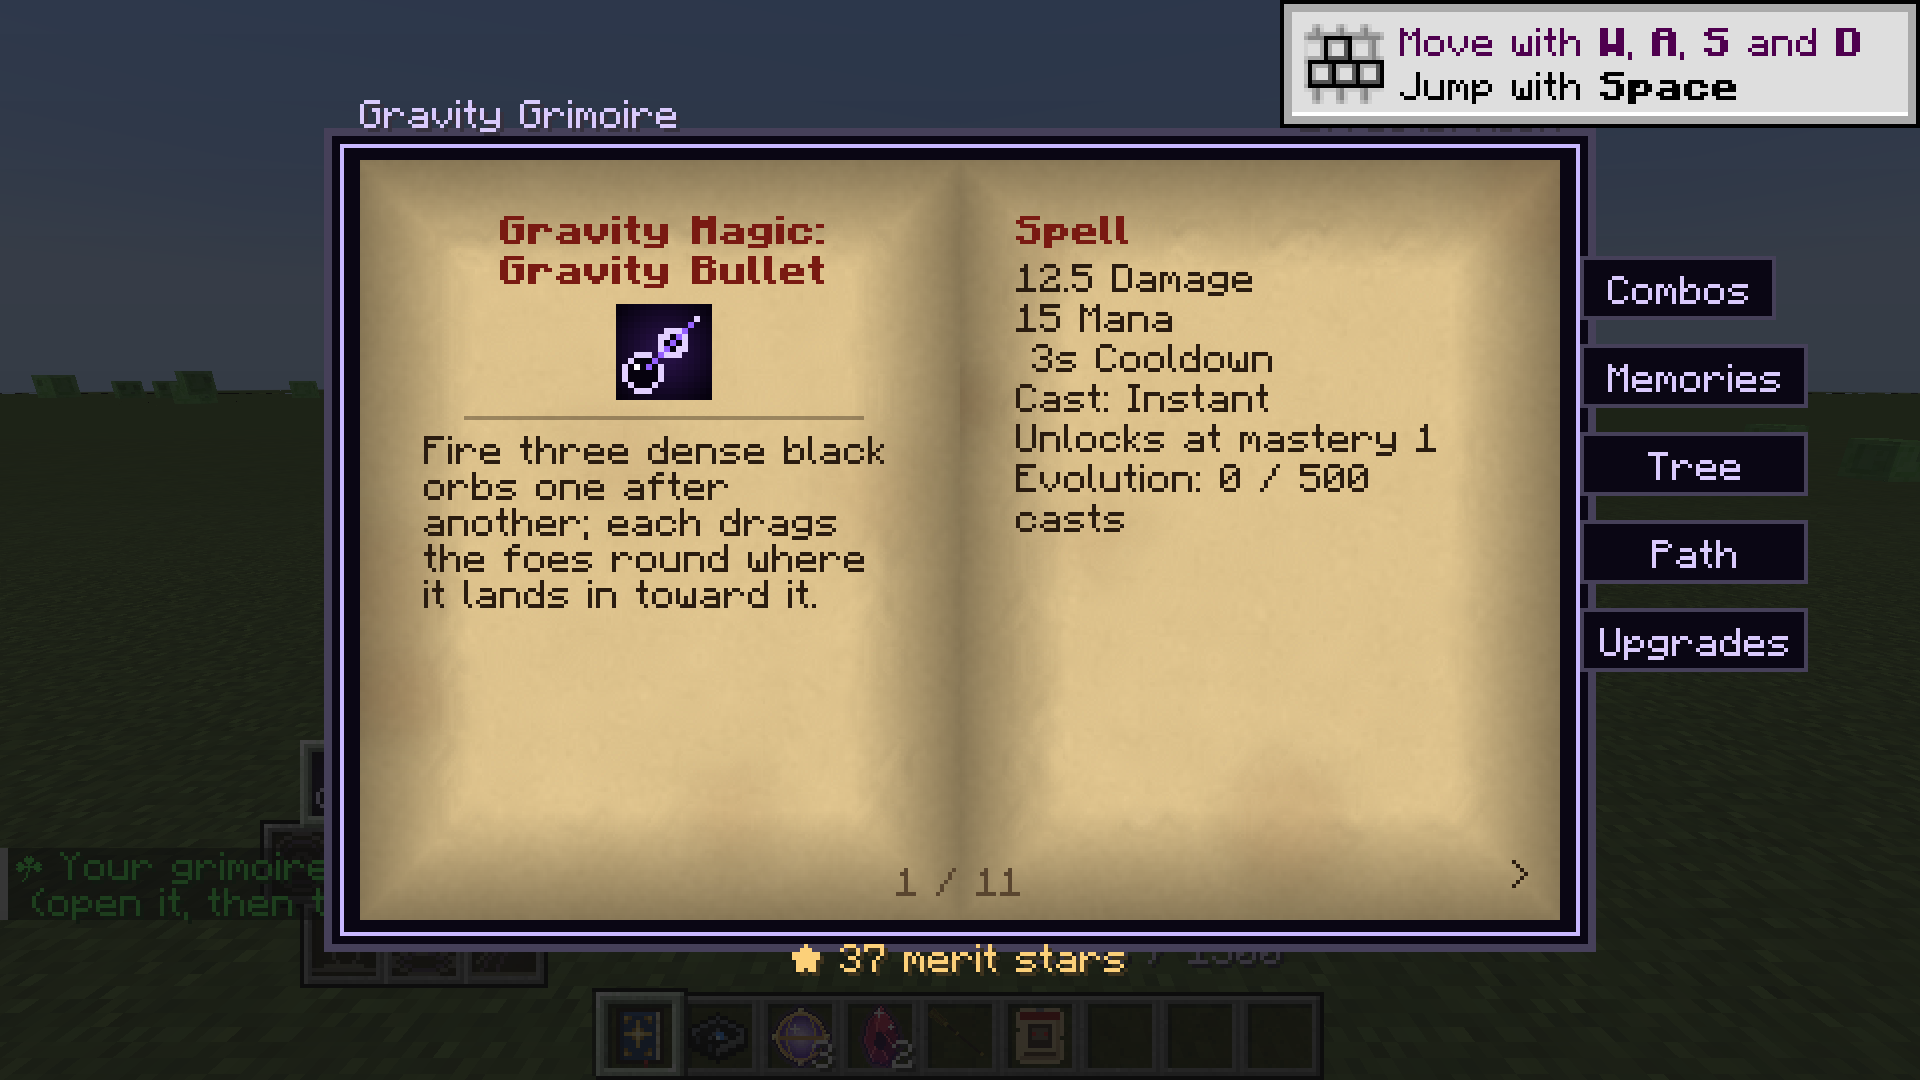 Move with W, A, S and D
Jump with Space
Gravity Grimoire
Gravity Magic:
Gravity Bullet
Fire three dense black
orbs one after
another; each drags
the foes round where
it lands in toward it.
Spell
12.5 Damage
15 Mana
3s Cooldown
Cast: Instant
Unlocks at mastery 1
Evolution: 0 / 500
casts
Combos
Memories
Tree
Path
Upgrades
1 / 11
>
Your grimoire
(open it, then
37 merit stars
/ 1500
3
2